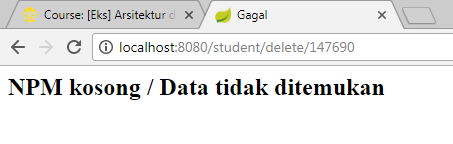 Course: [Eks] Arsitektur d
Gagal
localhost:8080/student/delete/147690
NPM kosong / Data tidak ditemukan